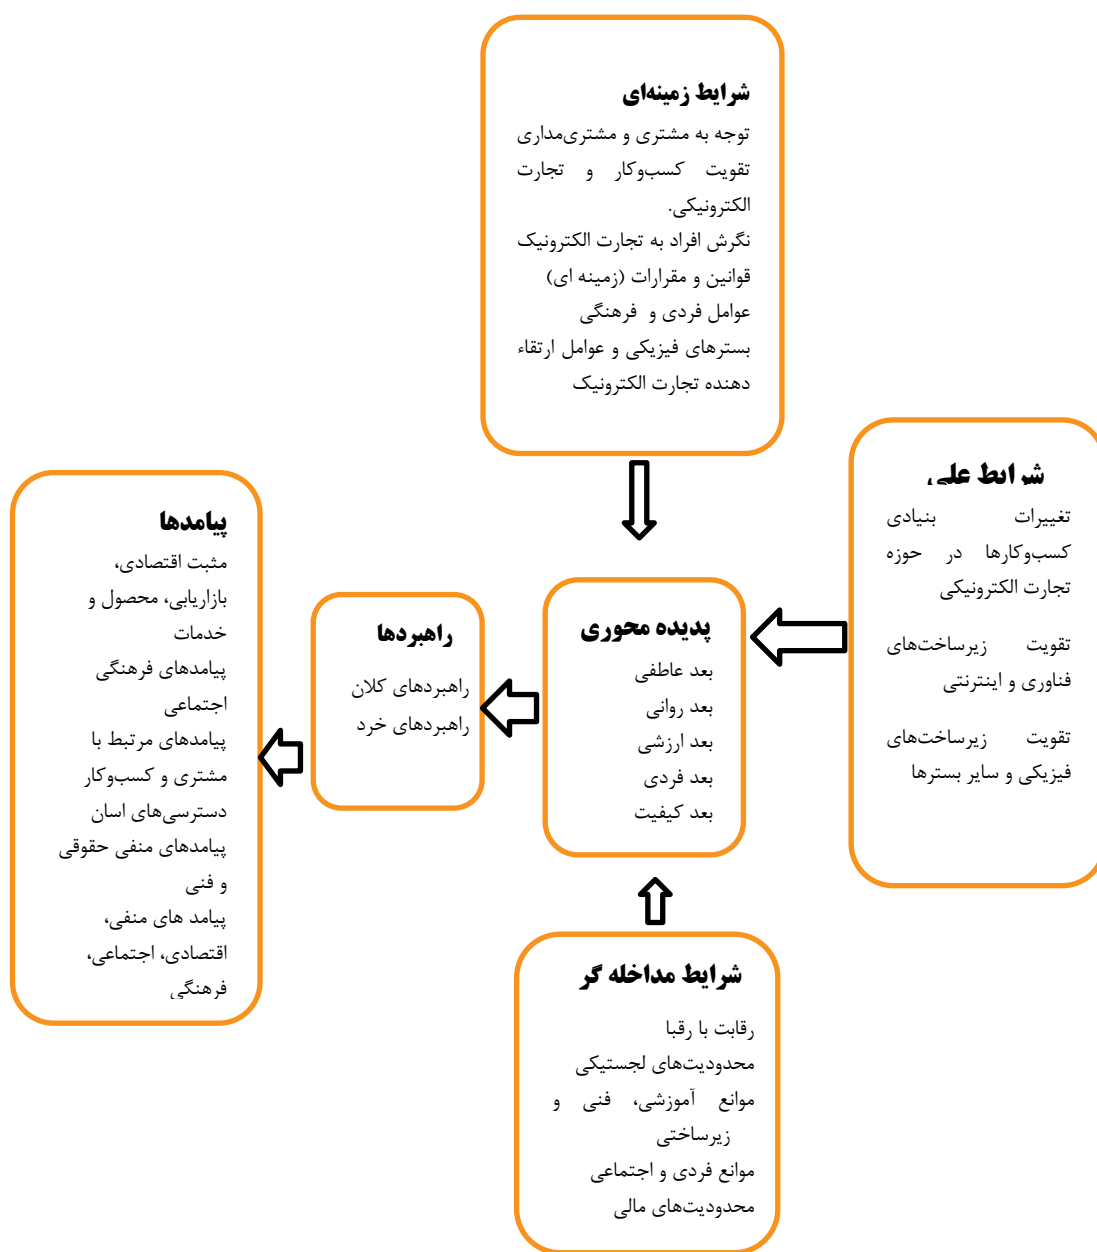 شرایط زمینه‌ای
توجه به مشتری و مشتری‌مداری
تقویت کسب‌وکار و تجارت
الکترونیکی.
نگرش افراد به تجارت الکترونیک
قوانین و مقرارات (زمینه ای)
عوامل فردی و فرهنگی
بسترهای فیزیکی و عوامل ارتقاء
دهنده تجارت الکترونیک
شرایط علی
تغییرات بنیادی
کسب‌وکارها در حوزه
تجارت الکترونیکی
تقویت زیرساخت‌های
فناوری و اینترنتی
تقویت زیرساخت‌های
فیزیکی و سایر بسترها
پدیده محوری
بعد عاطفی
بعد روانی
بعد ارزشی
بعد فردی
بعد کیفیت
راهبردها
راهبردهای کلان
راهبردهای خرد
پیامدها
مثبت اقتصادی،
بازاریابی، محصول و
خدمات
پیامدهای فرهنگی
اجتماعی
پیامدهای مرتبط با
مشتری و کسب‌وکار
دسترسی‌های اسان
پیامدهای منفی حقوقی
و فنی
پیامد های منفی،
اقتصادی، اجتماعی،
فرهنگی
شرایط مداخله گر
رقابت با رقبا
محدودیت‌های لجستیکی
موانع آموزشی، فنی و
زیرساختی
موانع فردی و اجتماعی
محدودیت‌های مالی